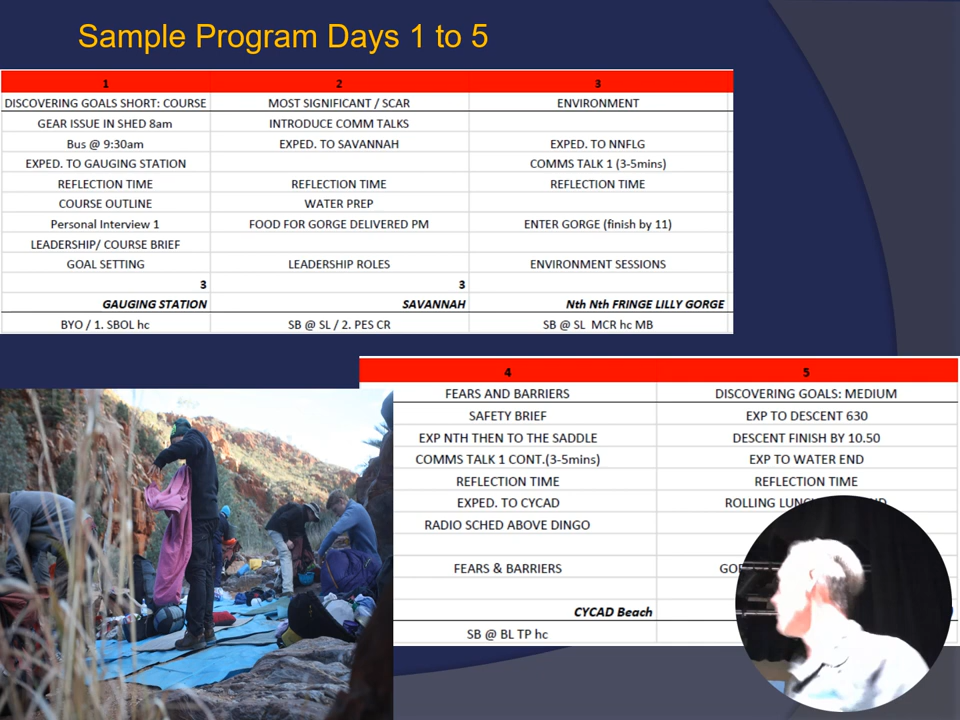 Sample Program Days 1 to 5
1 2 3
DISCOVERING GOALS SHORT: COURSE MOST SIGNIFICANT / SCAR ENVIRONMENT
GEAR ISSUE IN SHED 8am INTRODUCE COMM TALKS
Bus @ 9:30am EXPED. TO SAVANNAH EXPED. TO NNFLG
EXPED. TO GAUGING STATION COMMS TALK 1 (3-5mins)
REFLECTION TIME REFLECTION TIME REFLECTION TIME
COURSE OUTLINE WATER PREP
Personal Interview 1 FOOD FOR GORGE DELIVERED PM ENTER GORGE (finish by 11)
LEADERSHIP/ COURSE BRIEF
GOAL SETTING LEADERSHIP ROLES ENVIRONMENT SESSIONS
3 3
GAUGING STATION SAVANNAH Nth Nth FRINGE LILLY GORGE
BYO / 1. SBOL hc SB @ SL / 2. PES CR SB @ SL MCR hc MB
4 5
FEARS AND BARRIERS DISCOVERING GOALS: MEDIUM
SAFETY BRIEF EXP TO DESCENT 630
EXP NTH THEN TO THE SADDLE DESCENT FINISH BY 10.50
COMMS TALK 1 CONT.(3-5mins) EXP TO WATER END
REFLECTION TIME REFLECTION TIME
EXPED. TO CYCAD ROLLING
RADIO SCHED ABOVE DINGO
FEARS & BARRIERS
CYCAD Beach
SB @ BL TP hc